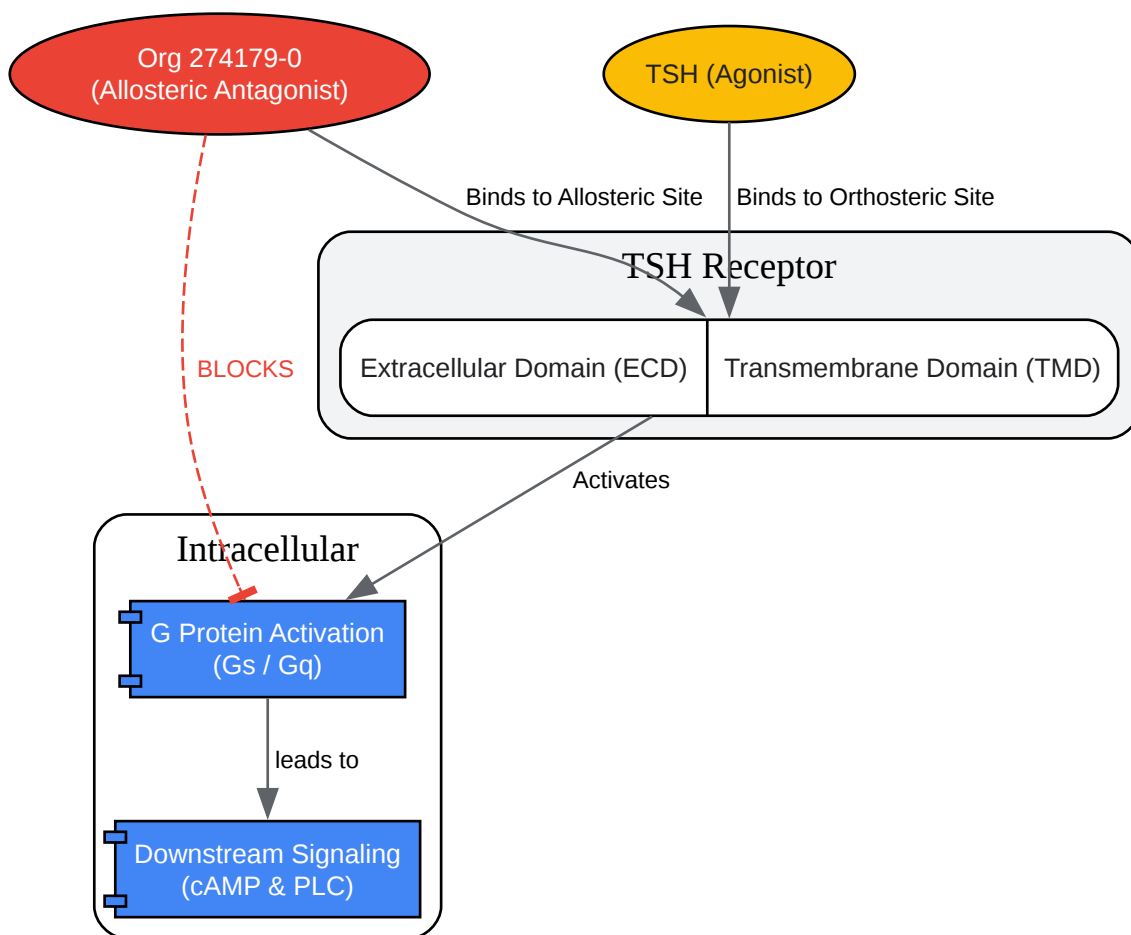 Org 274179-0
(Allosteric Antagonist)
TSH (Agonist)
Binds to Allosteric Site
Binds to Orthosteric Site
TSH Receptor
Extracellular Domain (ECD)
Transmembrane Domain (TMD)
BLOCKS
Activates
Intracellular
G Protein Activation
(Gs / Gq)
leads to
Downstream Signaling
(cAMP & PLC)